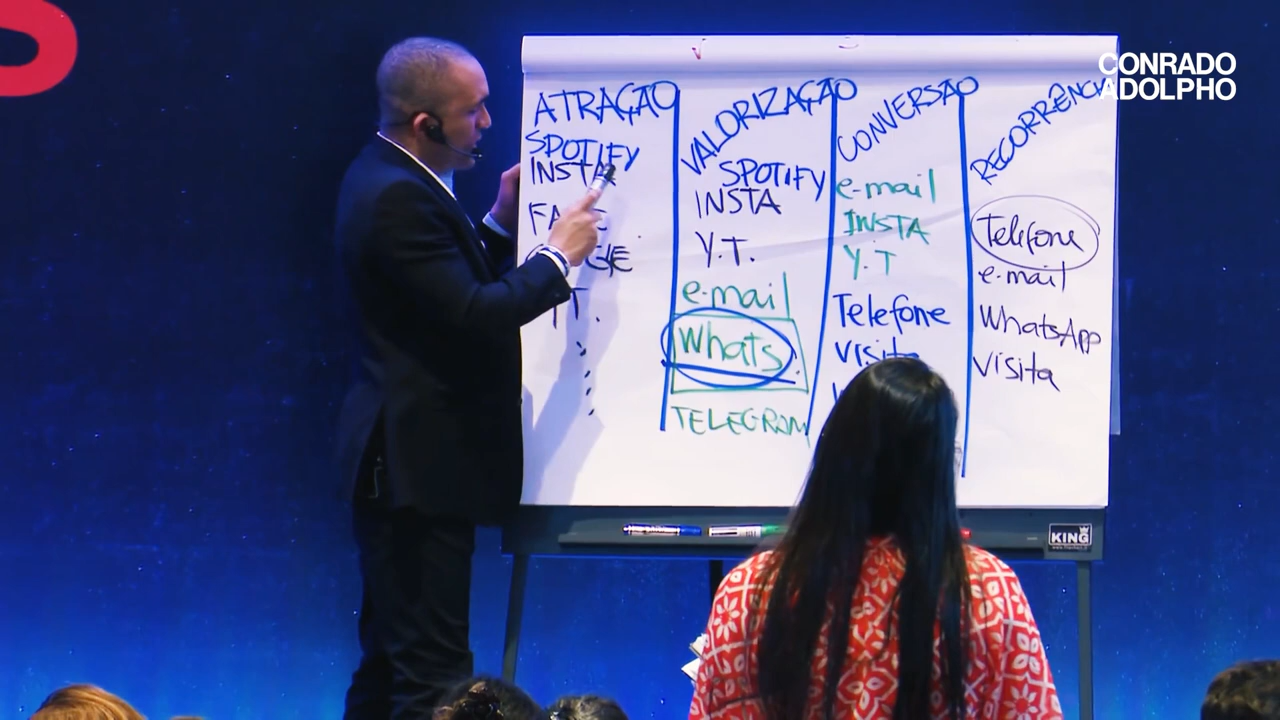 CONRADO
ADOLPHO
ATRAÇÃO
SPOTIFY
INSTA
Y.T.
VALORIZAÇÃO
SPOTIFY
INSTA
Y.T.
e-mail
Whats
TELEGRAM
CONVERSÃO
e-mail
INSTA
Y.T
Telefone
visita
Telefone
e-mail
WhatsApp
Visita
KING